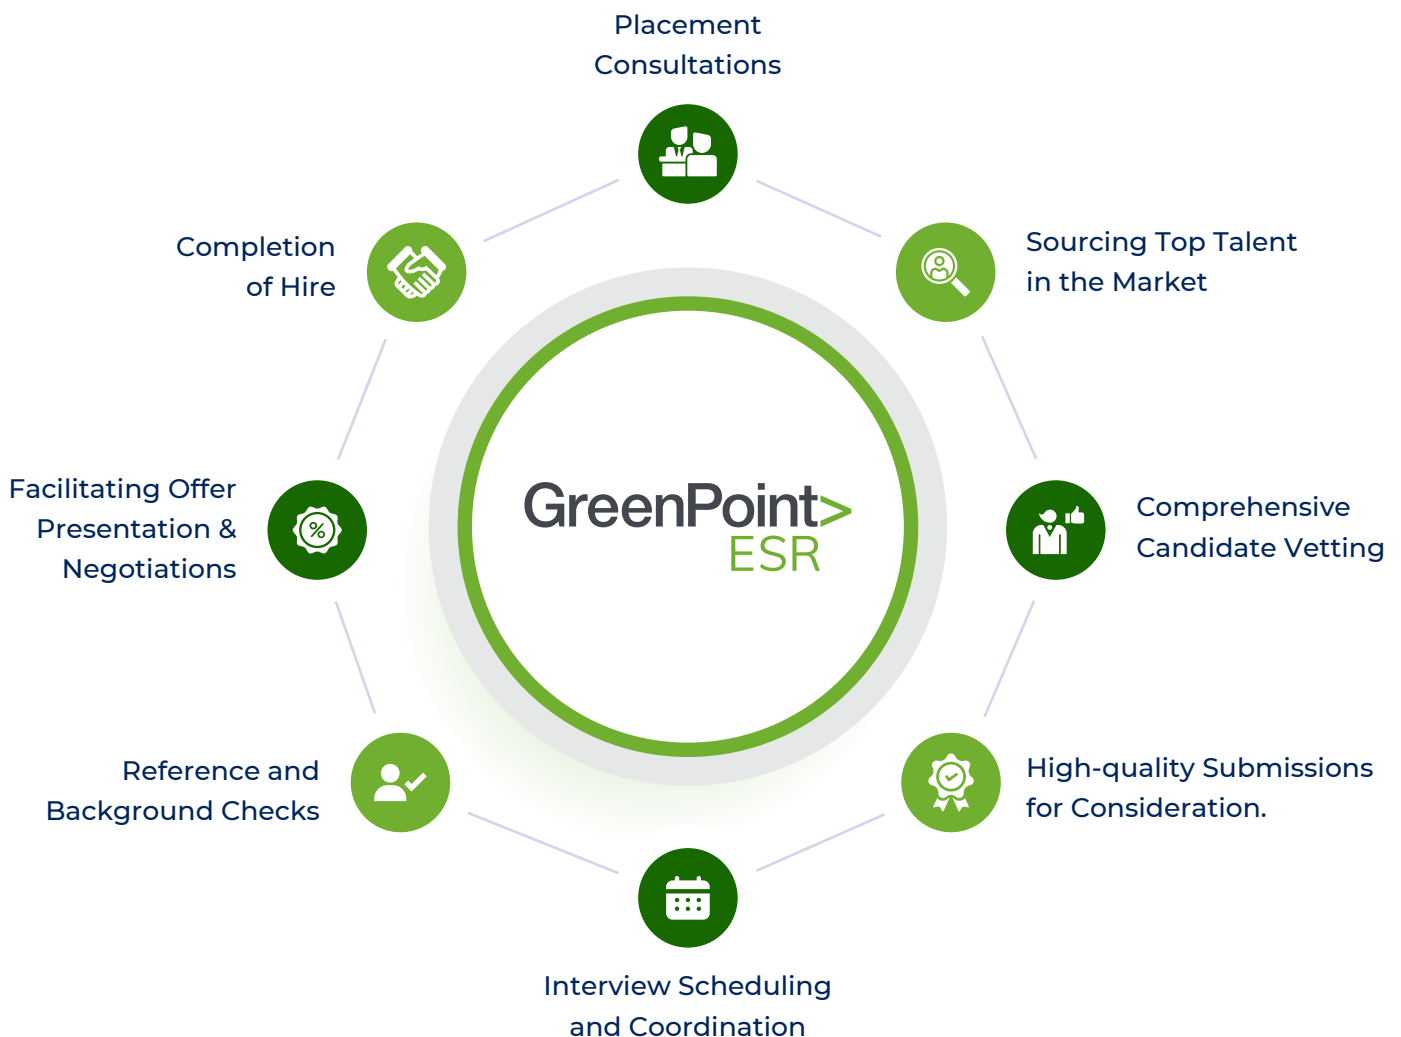 Placement
Consultations
Sourcing Top Talent
in the Market
Comprehensive
Candidate Vetting
High-quality Submissions
for Consideration.
Interview Scheduling
and Coordination
Reference and
Background Checks
Facilitating Offer
Presentation &
Negotiations
%
Completion
of Hire
GreenPoint>
ESR